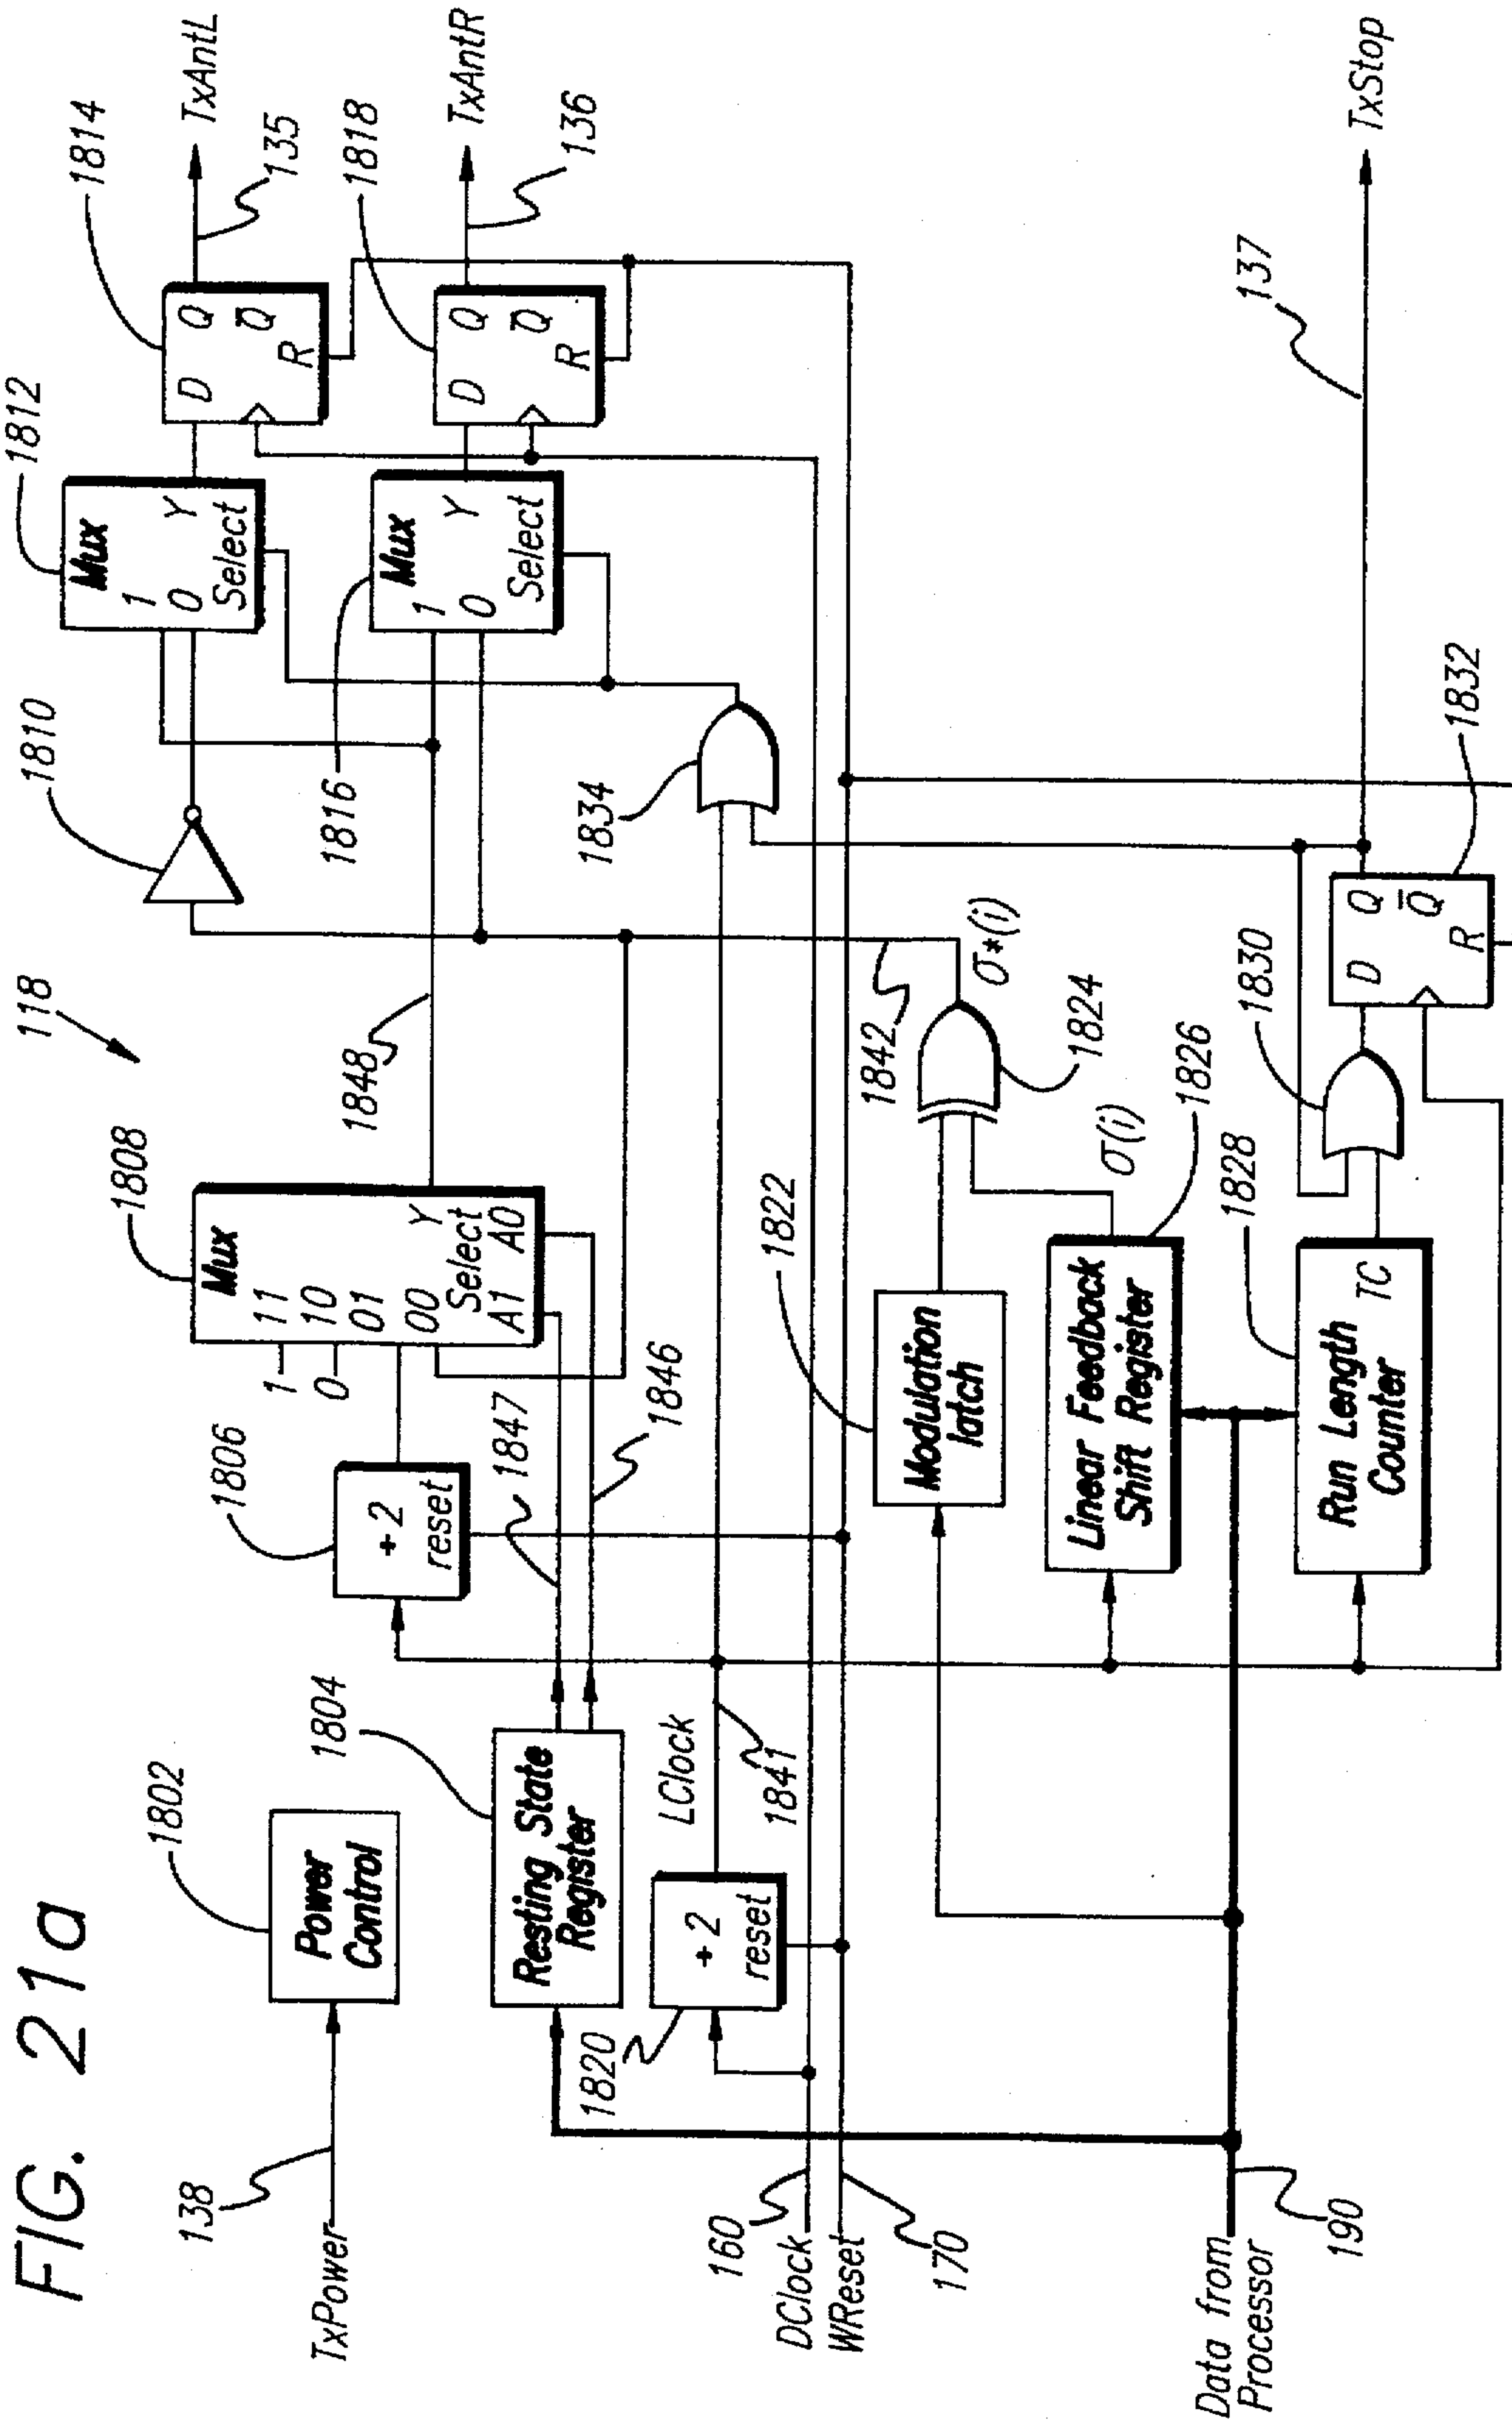 FIG. 21a
118
138
TxPower
1802
Power
Control
1804
Resting State
Register
1806
+2
reset
1847
1846
1808
Mux
11
10
01
00
Y
Select
A1
A0
1
0
1848
1810
1812
Mux
1
0
Y
Select
1814
D
Q
Q
R
135
TxAntL
1816
Mux
1
0
Y
Select
1818
D
Q
Q
R
136
TxAntR
1820
+2
reset
LClock
1841
160
DClock
WReset
170
1834
1822
Modulation
latch
1842
σ*(i)
1824
σ(i)
1826
Linear Feedback
Shift Register
1828
Run Length
Counter
TC
1830
D
Q
Q
R
1832
137
TxStop
Data from
Processor
190